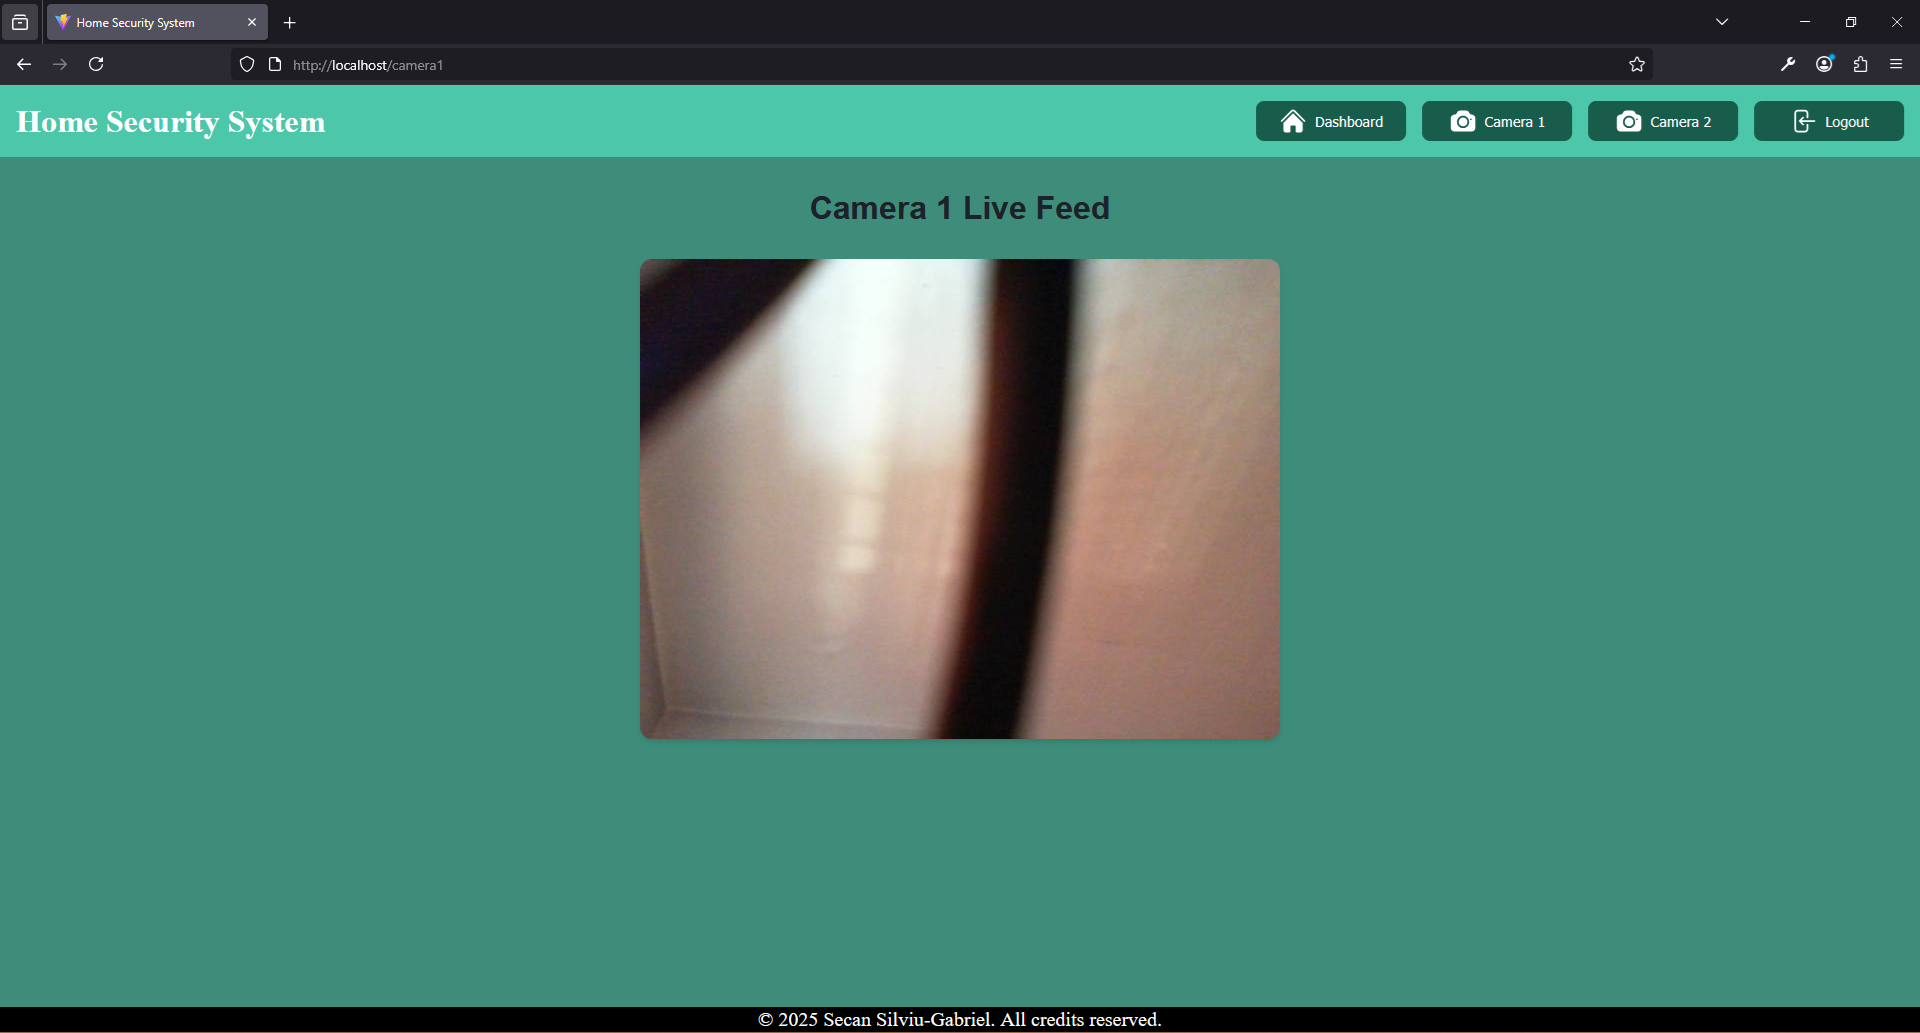 Home Security System
http://localhost/camera1
Home Security System
Dashboard
Camera 1
Camera 2
Logout
Camera 1 Live Feed
© 2025 Secan Silviu-Gabriel. All credits reserved.